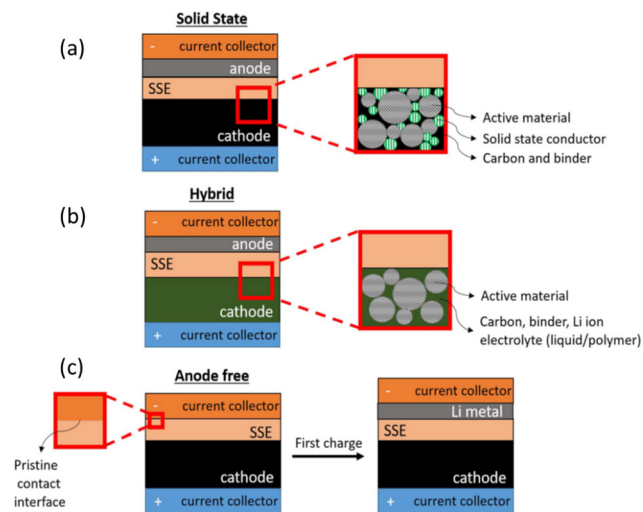 Solid State
(a)
-
current collector
anode
SSE
cathode
+ current collector
Active material
Solid state conductor
Carbon and binder
Hybrid
(b)
- current collector
anode
SSE
cathode
+ current collector
Active material
Carbon, binder, Li ion
electrolyte (liquid/polymer)
(c)
Anode free
- current collector
SSE
cathode
+ current collector
Pristine
contact
interface
First charge
- current collector
Li metal
SSE
cathode
+ current collector